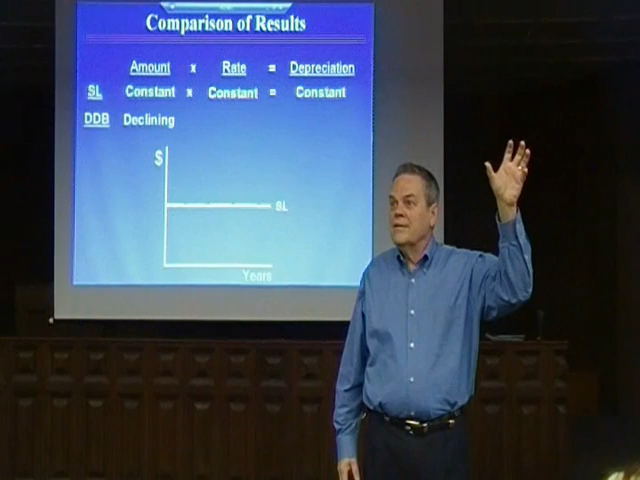 Comparison of Results
Amount x Rate = Depreciation
SL Constant x Constant = Constant
DDB Declining
$
SL
Years